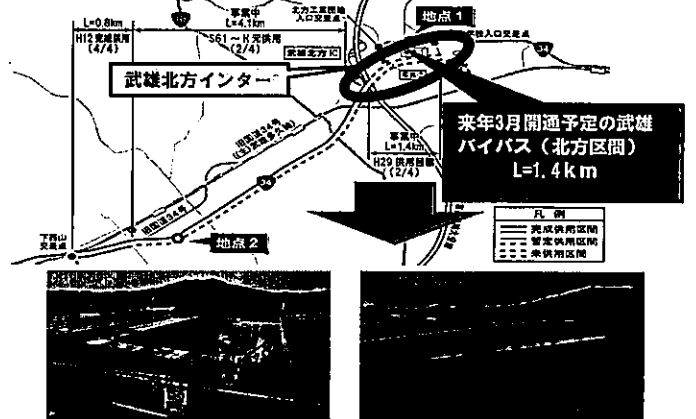 L=0.8km
H12完成供用
(4/4)
事業中
L=4.1km
S61～R元供用
(2/4)
北方工業団地
入口交差点
地点1
34
武雄北方IC
武雄北方インター
事業中
L=1.4km
H29供用目標
(2/4)
来年3月開通予定の武雄
バイパス（北方区間）
L=1.4km
旧国道34号
旧国道34号
34
下西山
交差点
地点2
凡例
完成供用区間
暫定供用区間
未供用区間